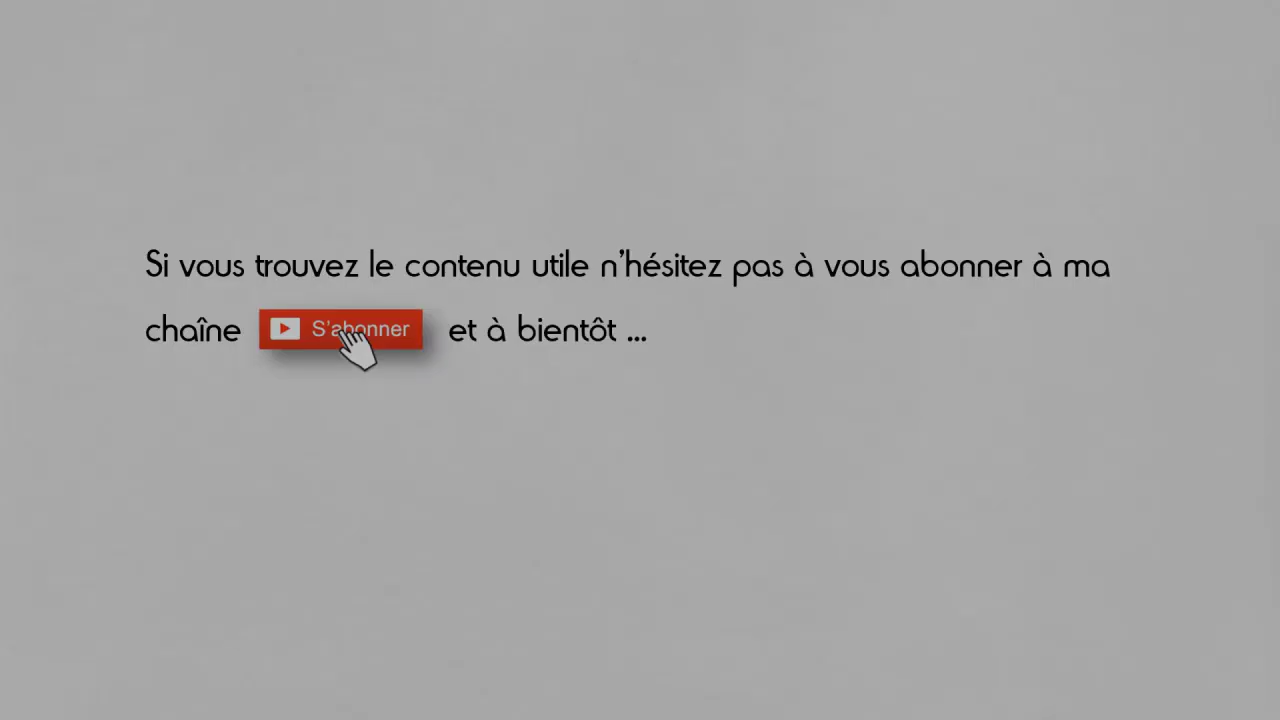 Si vous trouvez le contenu utile n'hésitez pas à vous abonner à ma
chaîne S'abonner et à bientôt ...